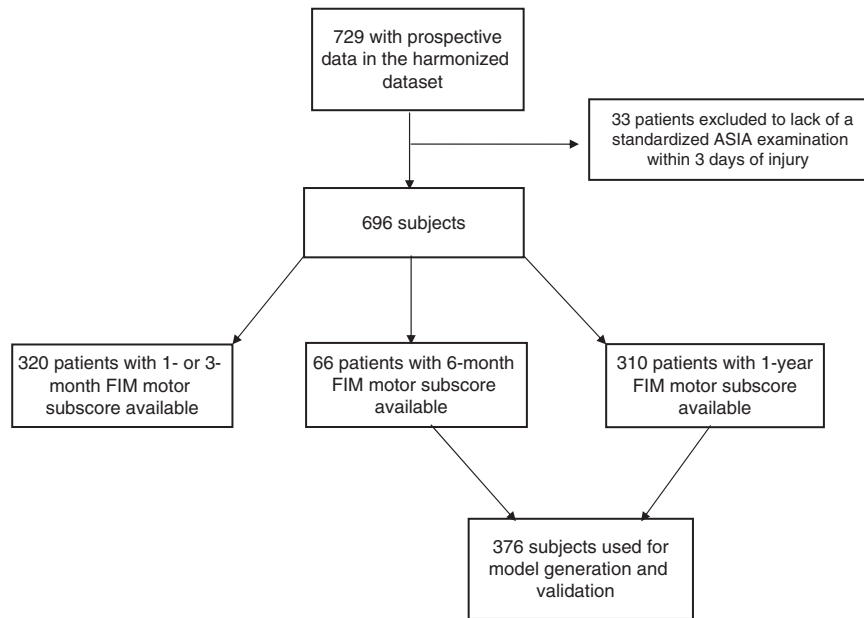 729 with prospective
data in the harmonized
dataset
33 patients excluded to lack of a
standardized ASIA examination
within 3 days of injury
696 subjects
320 patients with 1- or 3-
month FIM motor
subscore available
66 patients with 6-month
FIM motor subscore
available
310 patients with 1-year
FIM motor subscore
available
376 subjects used for
model generation and
validation